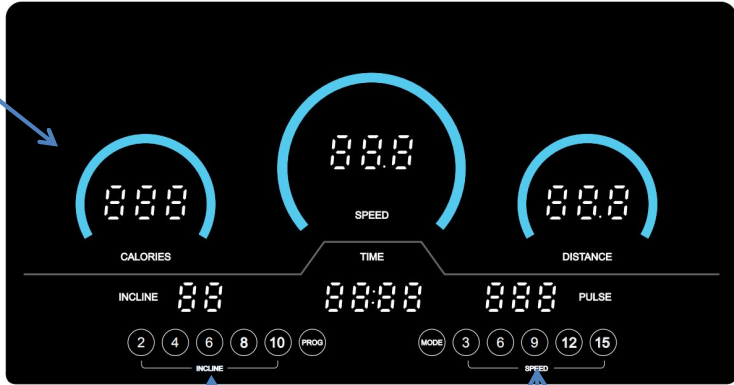 88.8
888
88.8
SPEED
CALORIES
TIME
DISTANCE
INCLINE 88 88:88 888 PULSE
2 4 6 8 10 PROG MODE 3 6 9 12 15
INCLINE SPEED